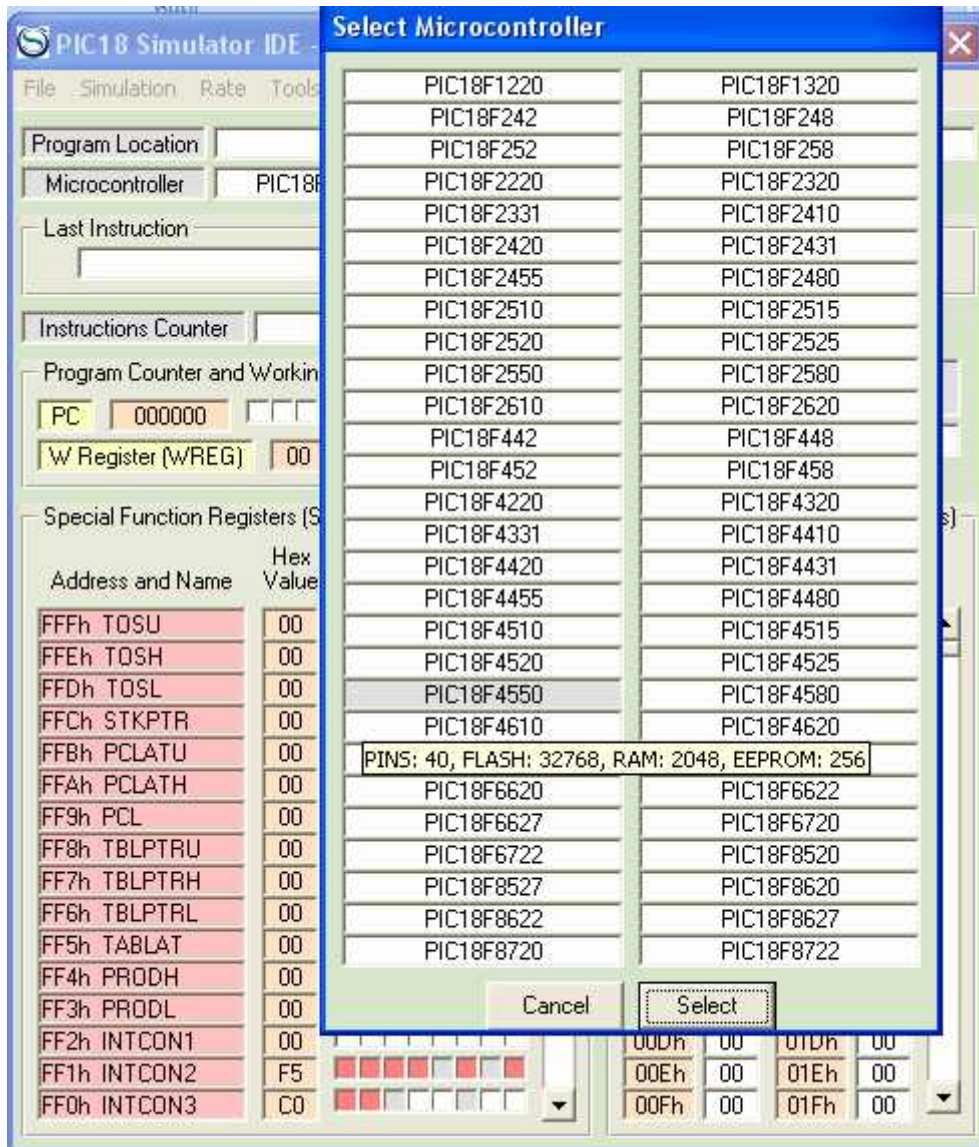 Select Microcontroller
PIC18 Simulator IDE -
File Simulation Rate Tools
Program Location
Microcontroller PIC18F
Last Instruction
Instructions Counter
Program Counter and Workin
PC 000000
W Register (WREG) 00
Special Function Registers (S
s)
Address and Name Hex Value
FFFh TOSU 00
FFEh TOSH 00
FFDh TOSL 00
FFCh STKPTR 00
FFBh PCLATU 00
FFAh PCLATH 00
FF9h PCL 00
FF8h TBLPTRU 00
FF7h TBLPTRH 00
FF6h TBLPTRL 00
FF5h TABLAT 00
FF4h PRODH 00
FF3h PRODL 00
FF2h INTCON1 00
FF1h INTCON2 F5
FF0h INTCON3 C0
PIC18F1220 PIC18F1320
PIC18F242 PIC18F248
PIC18F252 PIC18F258
PIC18F2220 PIC18F2320
PIC18F2331 PIC18F2410
PIC18F2420 PIC18F2431
PIC18F2455 PIC18F2480
PIC18F2510 PIC18F2515
PIC18F2520 PIC18F2525
PIC18F2550 PIC18F2580
PIC18F2610 PIC18F2620
PIC18F442 PIC18F448
PIC18F452 PIC18F458
PIC18F4220 PIC18F4320
PIC18F4331 PIC18F4410
PIC18F4420 PIC18F4431
PIC18F4455 PIC18F4480
PIC18F4510 PIC18F4515
PIC18F4520 PIC18F4525
PIC18F4550 PIC18F4580
PIC18F4610 PIC18F4620
PINS: 40, FLASH: 32768, RAM: 2048, EEPROM: 256
PIC18F6620 PIC18F6622
PIC18F6627 PIC18F6720
PIC18F6722 PIC18F8520
PIC18F8527 PIC18F8620
PIC18F8622 PIC18F8627
PIC18F8720 PIC18F8722
Cancel Select
00Dh 00 01Dh 00
00Eh 00 01Eh 00
00Fh 00 01Fh 00